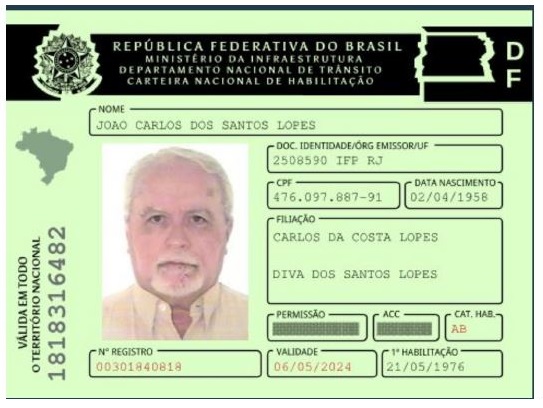 REPÚBLICA FEDERATIVA DO BRASIL
MINISTÉRIO DA INFRAESTRUTURA
DEPARTAMENTO NACIONAL DE TRÂNSITO
CARTEIRA NACIONAL DE HABILITAÇÃO
DF
NOME
JOAO CARLOS DOS SANTOS LOPES
DOC. IDENTIDADE/ÓRG EMISSOR/UF
2508590 IFP RJ
CPF
476.097.887-91
DATA NASCIMENTO
02/04/1958
FILIAÇÃO
CARLOS DA COSTA LOPES
DIVA DOS SANTOS LOPES
PERMISSÃO
ACC
CAT. HAB.
AB
Nº REGISTRO
00301840818
VALIDADE
06/05/2024
1ª HABILITAÇÃO
21/05/1976
VÁLIDA EM TODO
O TERRITÓRIO NACIONAL
1818316482